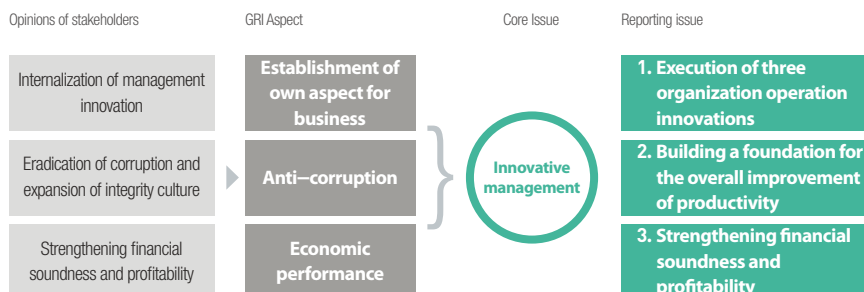 Opinions of stakeholders
GRI Aspect
Core Issue
Reporting issue
Internalization of management
innovation
Establishment of
own aspect for
business
1. Execution of three
organization operation
innovations
Eradication of corruption and
expansion of integrity culture
Anti–corruption
Innovative
management
2. Building a foundation for
the overall improvement
of productivity
Strengthening financial
soundness and profitability
Economic
performance
3. Strengthening financial
soundness and
profitability